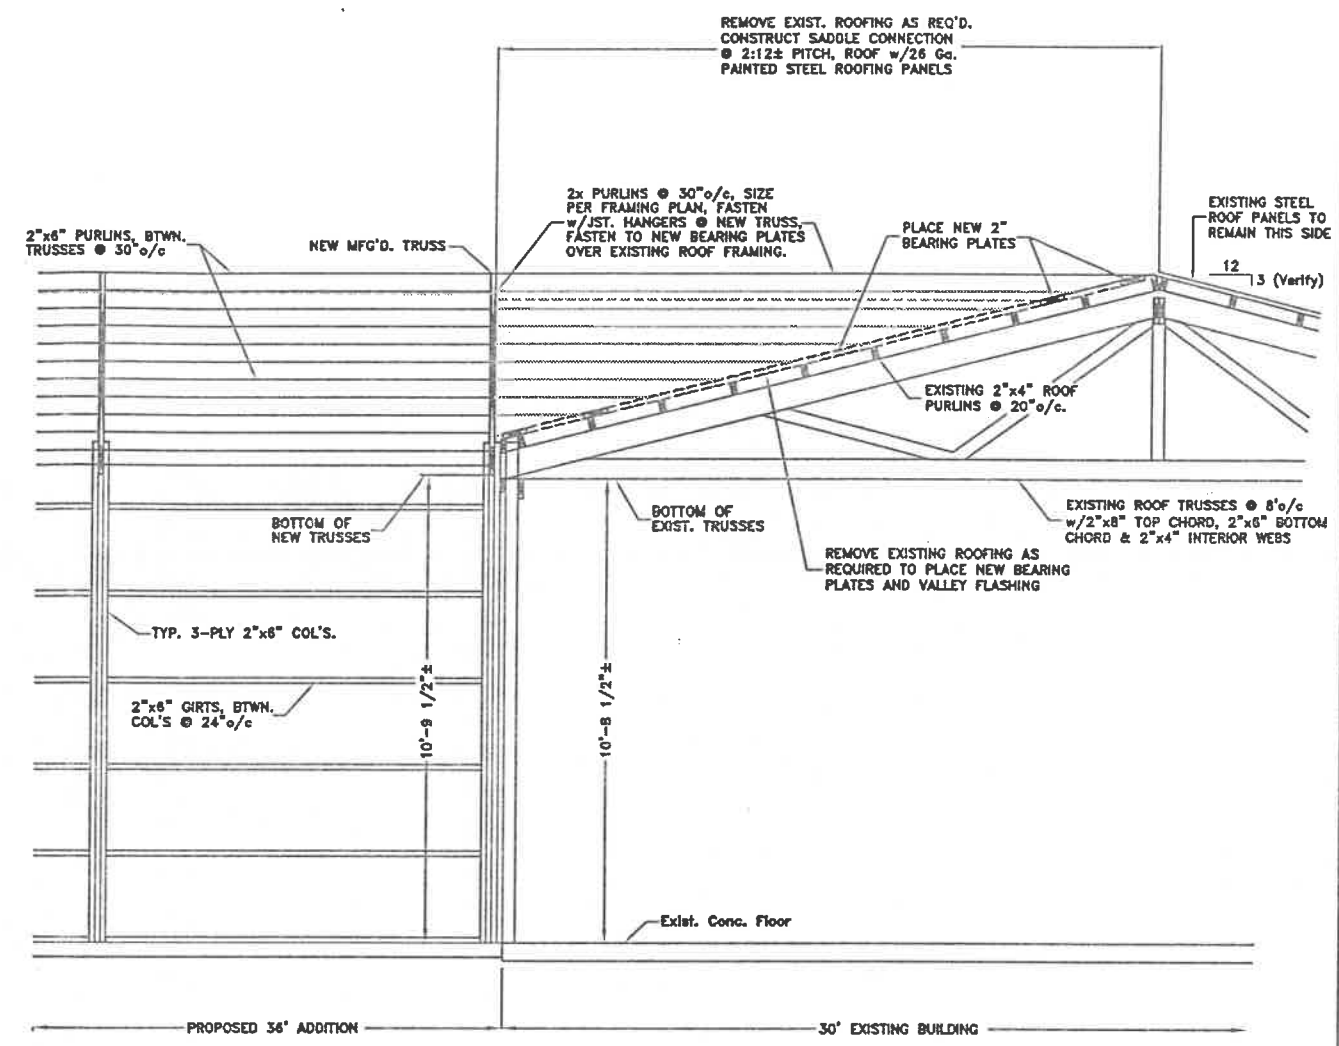 REMOVE EXIST. ROOFING AS REQ'D.
CONSTRUCT SADDLE CONNECTION
@ 2:12± PITCH, ROOF w/26 Ga.
PAINTED STEEL ROOFING PANELS
2x PURLINS @ 30"o/c, SIZE
PER FRAMING PLAN, FASTEN
w/JST. HANGERS @ NEW TRUSS,
FASTEN TO NEW BEARING PLATES
OVER EXISTING ROOF FRAMING.
EXISTING STEEL
ROOF PANELS TO
REMAIN THIS SIDE
2"x6" PURLINS, BTWN.
TRUSSES @ 30"o/c
NEW MFG'D. TRUSS
PLACE NEW 2"
BEARING PLATES
12
3 (Verify)
EXISTING 2"x4" ROOF
PURLINS @ 20"o/c.
BOTTOM OF
NEW TRUSSES
BOTTOM OF
EXIST. TRUSSES
EXISTING ROOF TRUSSES @ 8'o/c
w/2"x8" TOP CHORD, 2"x6" BOTTOM
CHORD & 2"x4" INTERIOR WEBS
REMOVE EXISTING ROOFING AS
REQUIRED TO PLACE NEW BEARING
PLATES AND VALLEY FLASHING
TYP. 3-PLY 2"x6" COL'S.
2"x6" GIRTS, BTWN.
COL'S @ 24"o/c
10'-9 1/2"±
10'-8 1/2"±
Exist. Conc. Floor
PROPOSED 36' ADDITION
30' EXISTING BUILDING